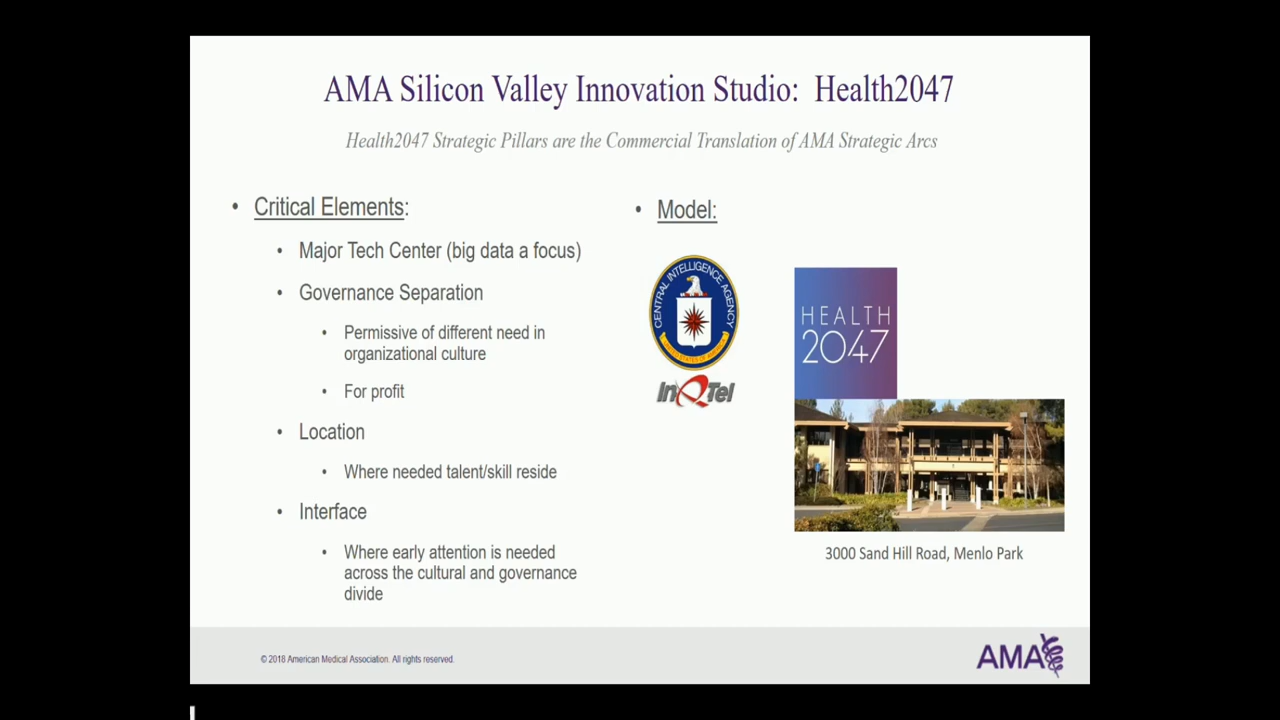 AMA Silicon Valley Innovation Studio: Health2047
Health2047 Strategic Pillars are the Commercial Translation of AMA Strategic Arcs
• Critical Elements:
• Major Tech Center (big data a focus)
• Governance Separation
• Permissive of different need in
organizational culture
• For profit
• Location
• Where needed talent/skill reside
• Interface
• Where early attention is needed
across the cultural and governance
divide
• Model:
CENTRAL INTELLIGENCE AGENCY
UNITED STATES OF AMERICA
InQTel
HEALTH
2047
3000 Sand Hill Road, Menlo Park
© 2018 American Medical Association. All rights reserved.
AMA